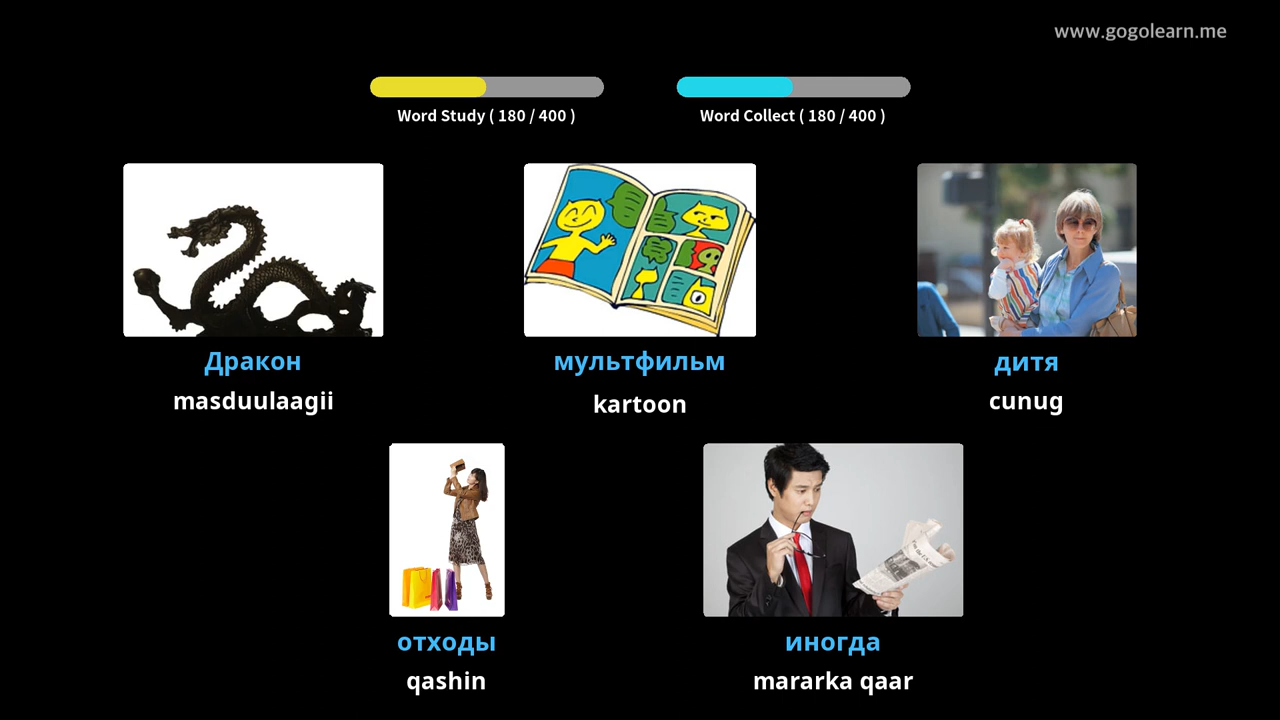 www.gogolearn.me
Word Study ( 180 / 400 )
Word Collect ( 180 / 400 )
Дракон
masduulaagii
мультфильм
kartoon
дитя
cunug
отходы
qashin
иногда
mararka qaar